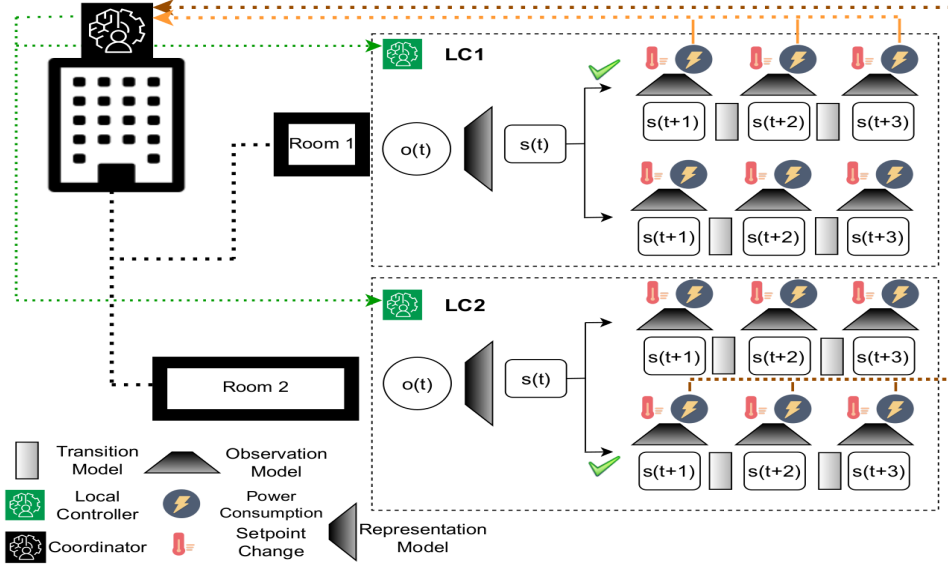 LC1
Room 1
o(t)
s(t)
s(t+1)
s(t+2)
s(t+3)
s(t+1)
s(t+2)
s(t+3)
LC2
Room 2
o(t)
s(t)
s(t+1)
s(t+2)
s(t+3)
s(t+1)
s(t+2)
s(t+3)
Transition
Model
Observation
Model
Local
Controller
Power
Consumption
Coordinator
Setpoint
Change
Representation
Model